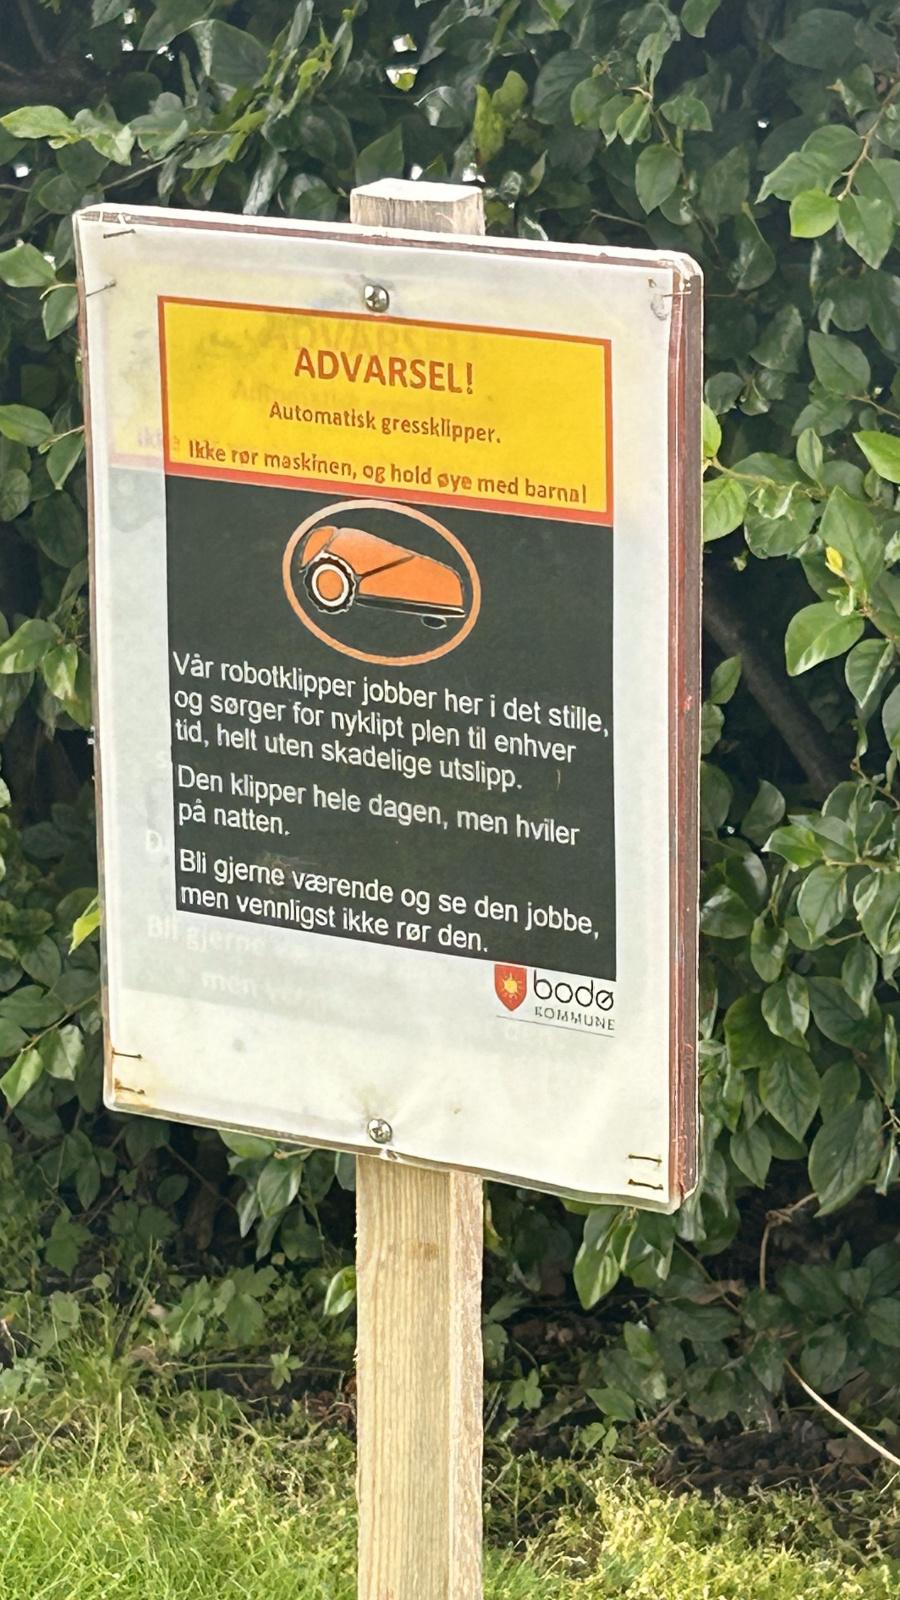 ADVARSEL!
Automatisk gressklipper.
Ikke rør maskinen, og hold øye med barna!
Vår robotklipper jobber her i det stille,
og sørger for nyklipt plen til enhver
tid, helt uten skadelige utslipp.
Den klipper hele dagen, men hviler
på natten.
Bli gjerne værende og se den jobbe,
men vennligst ikke rør den.
bodø
KOMMUNE